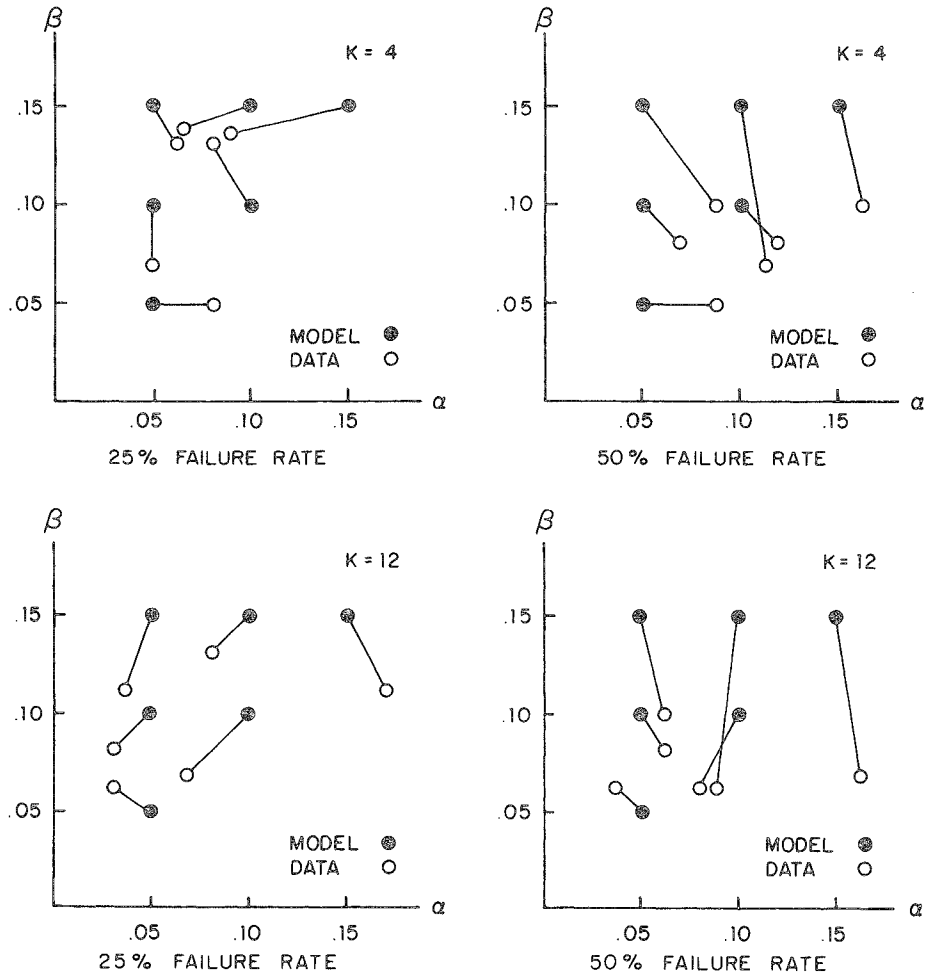 β
K = 4
.15
.10
.05
MODEL
DATA
α
.05 .10 .15
25% FAILURE RATE
β
K = 4
.15
.10
.05
MODEL
DATA
α
.05 .10 .15
50% FAILURE RATE
β
K = 12
.15
.10
.05
MODEL
DATA
α
.05 .10 .15
25% FAILURE RATE
β
K = 12
.15
.10
.05
MODEL
DATA
α
.05 .10 .15
50% FAILURE RATE